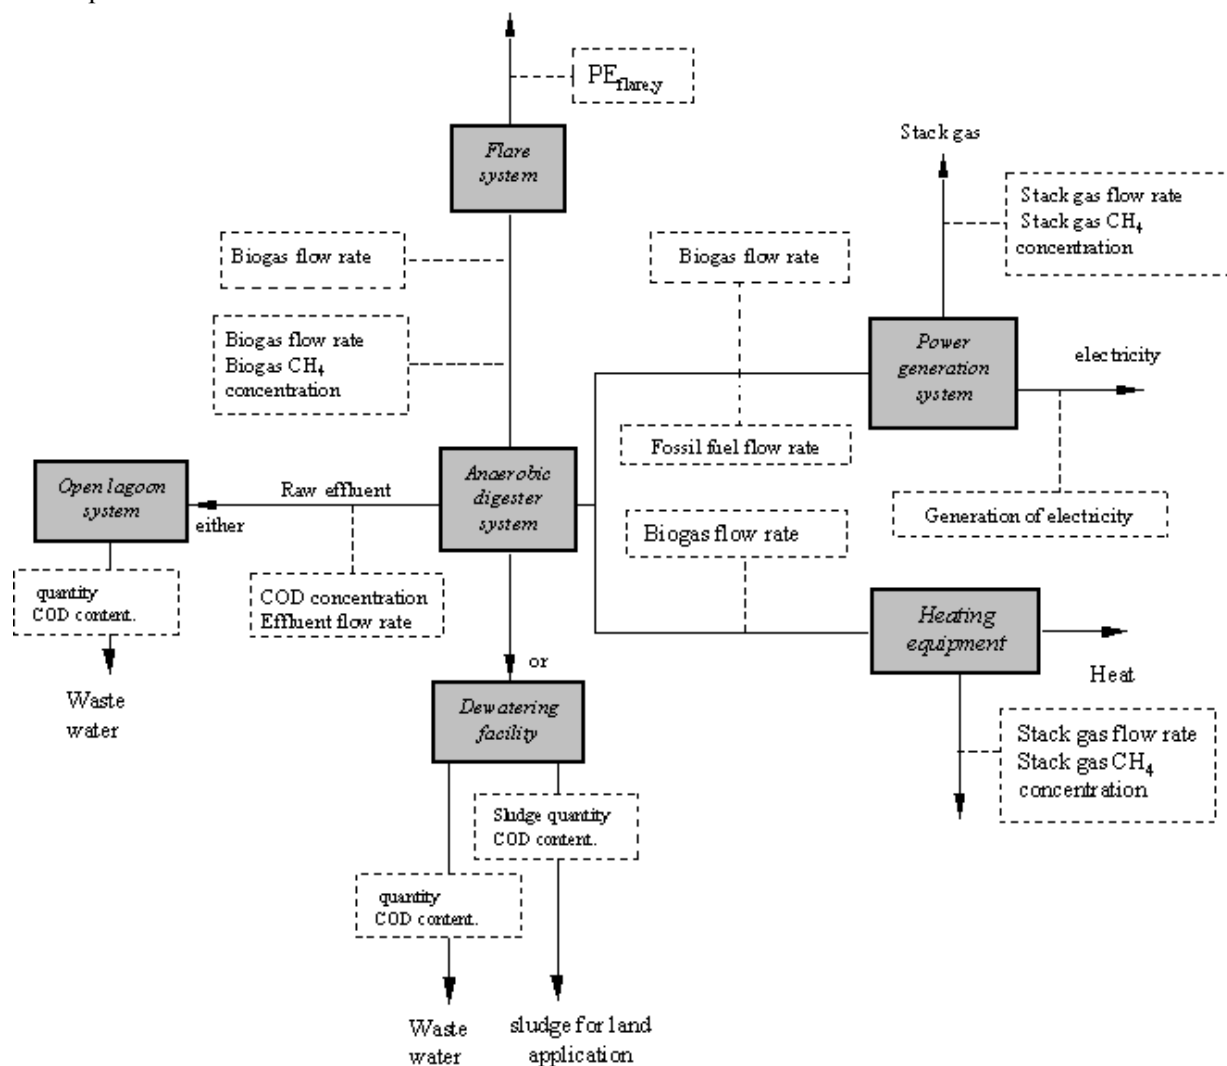 PE flare,y
Flare
system
Stack gas
Stack gas flow rate
Stack gas CH4
concentration
Biogas flow rate
Biogas flow rate
Biogas flow rate
Biogas CH4
concentration
Power
generation
system
electricity
Fossil fuel flow rate
Open lagoon
system
either
Raw effluent
Anaerobic
digester
system
Generation of electricity
Biogas flow rate
quantity
COD content.
COD concentration
Effluent flow rate
Heating
equipment
Heat
or
Waste
water
Dewatering
facility
Stack gas flow rate
Stack gas CH4
concentration
Sludge quantity
COD content.
quantity
COD content.
Waste
water
sludge for land
application